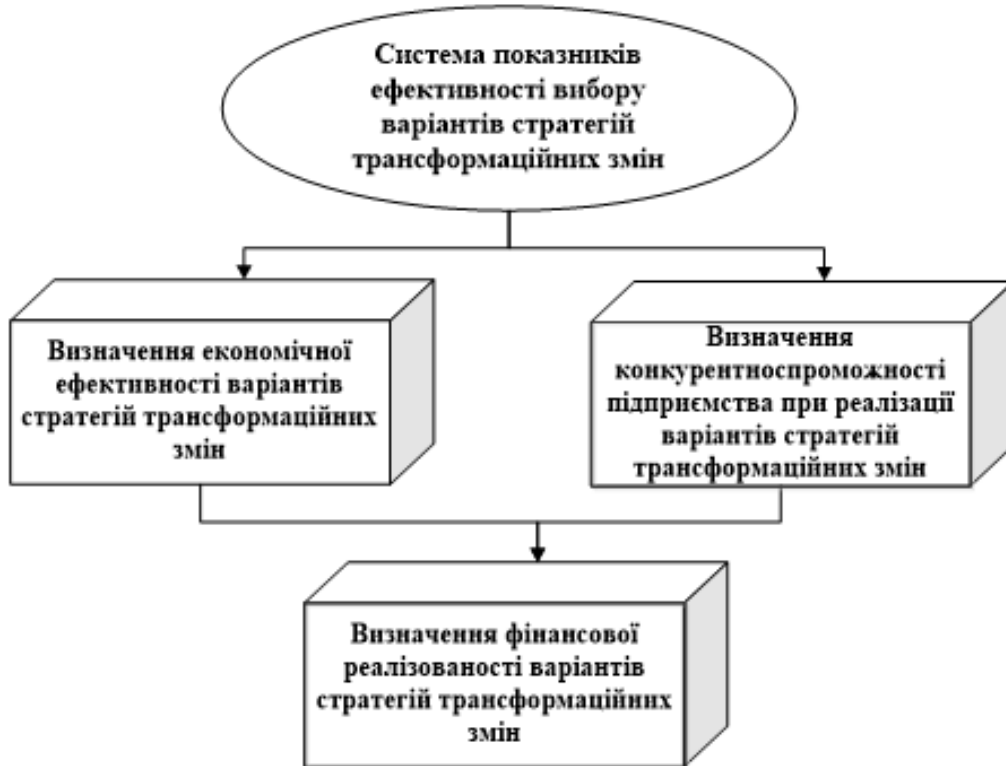 Система показників
ефективності вибору
варіантів стратегій
трансформаційних змін
Визначення економічної
ефективності варіантів
стратегій трансформаційних
змін
Визначення
конкурентноспроможності
підприємства при реалізації
варіантів стратегій
трансформаційних змін
Визначення фінансової
реалізованості варіантів
стратегій трансформаційних
змін